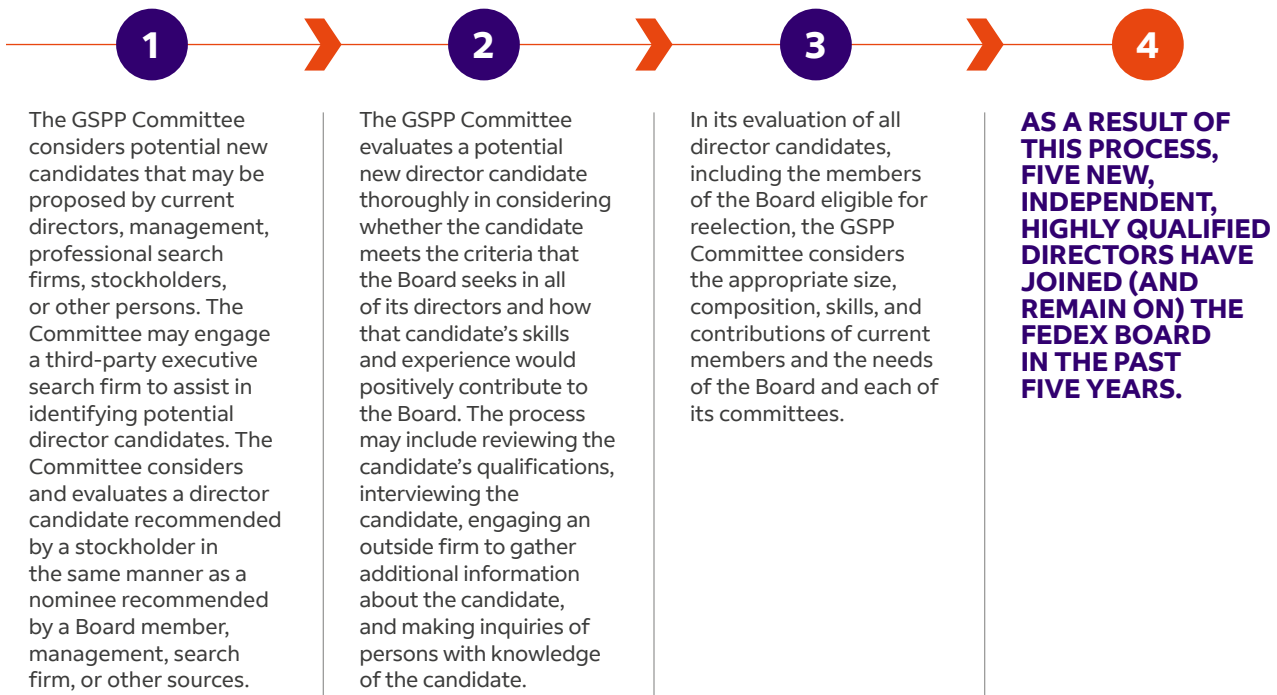 1
The GSPP Committee
considers potential new
candidates that may be
proposed by current
directors, management,
professional search
firms, stockholders,
or other persons. The
Committee may engage
a third-party executive
search firm to assist in
identifying potential
director candidates. The
Committee considers
and evaluates a director
candidate recommended
by a stockholder in
the same manner as a
nominee recommended
by a Board member,
management, search
firm, or other sources.
2
The GSPP Committee
evaluates a potential
new director candidate
thoroughly in considering
whether the candidate
meets the criteria that
the Board seeks in all
of its directors and how
that candidate’s skills
and experience would
positively contribute to
the Board. The process
may include reviewing the
candidate’s qualifications,
interviewing the
candidate, engaging an
outside firm to gather
additional information
about the candidate,
and making inquiries of
persons with knowledge
of the candidate.
3
In its evaluation of all
director candidates,
including the members
of the Board eligible for
reelection, the GSPP
Committee considers
the appropriate size,
composition, skills, and
contributions of current
members and the needs
of the Board and each of
its committees.
4
AS A RESULT OF
THIS PROCESS,
FIVE NEW,
INDEPENDENT,
HIGHLY QUALIFIED
DIRECTORS HAVE
JOINED (AND
REMAIN ON) THE
FEDEX BOARD
IN THE PAST
FIVE YEARS.